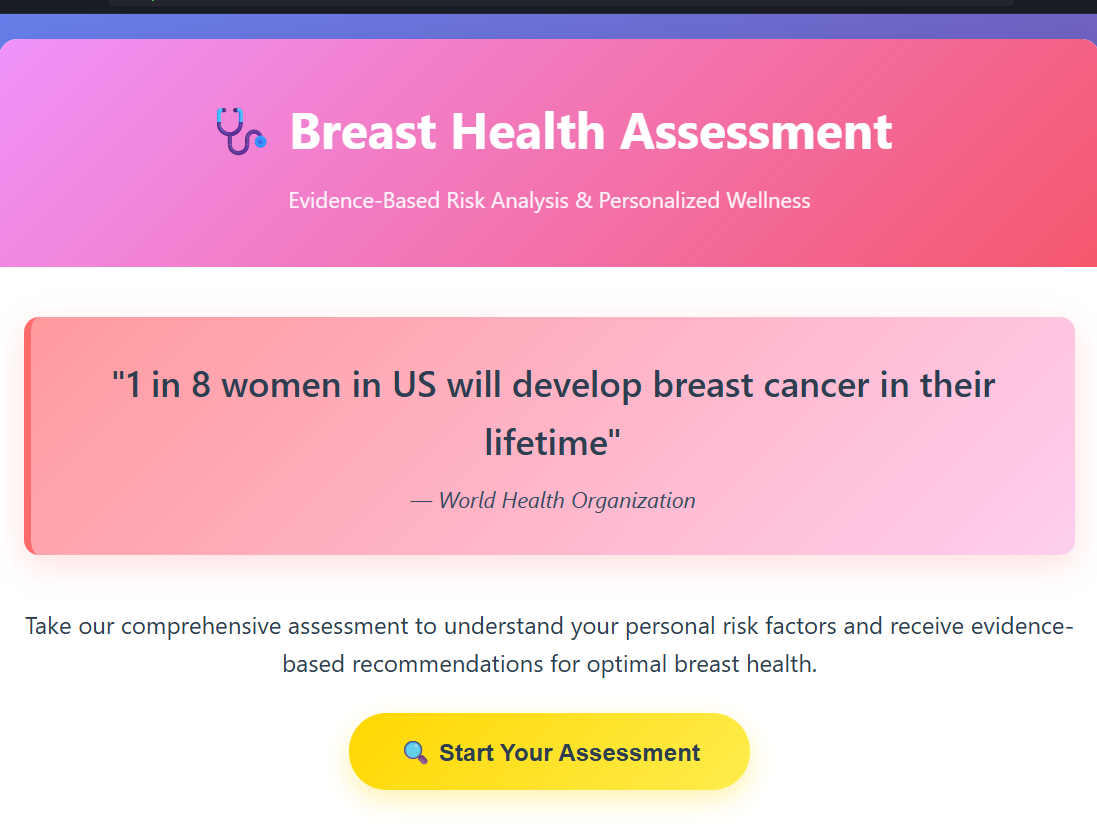 Breast Health Assessment
Evidence-Based Risk Analysis & Personalized Wellness
"1 in 8 women in US will develop breast cancer in their
lifetime"
— World Health Organization
Take our comprehensive assessment to understand your personal risk factors and receive evidence-
based recommendations for optimal breast health.
Start Your Assessment